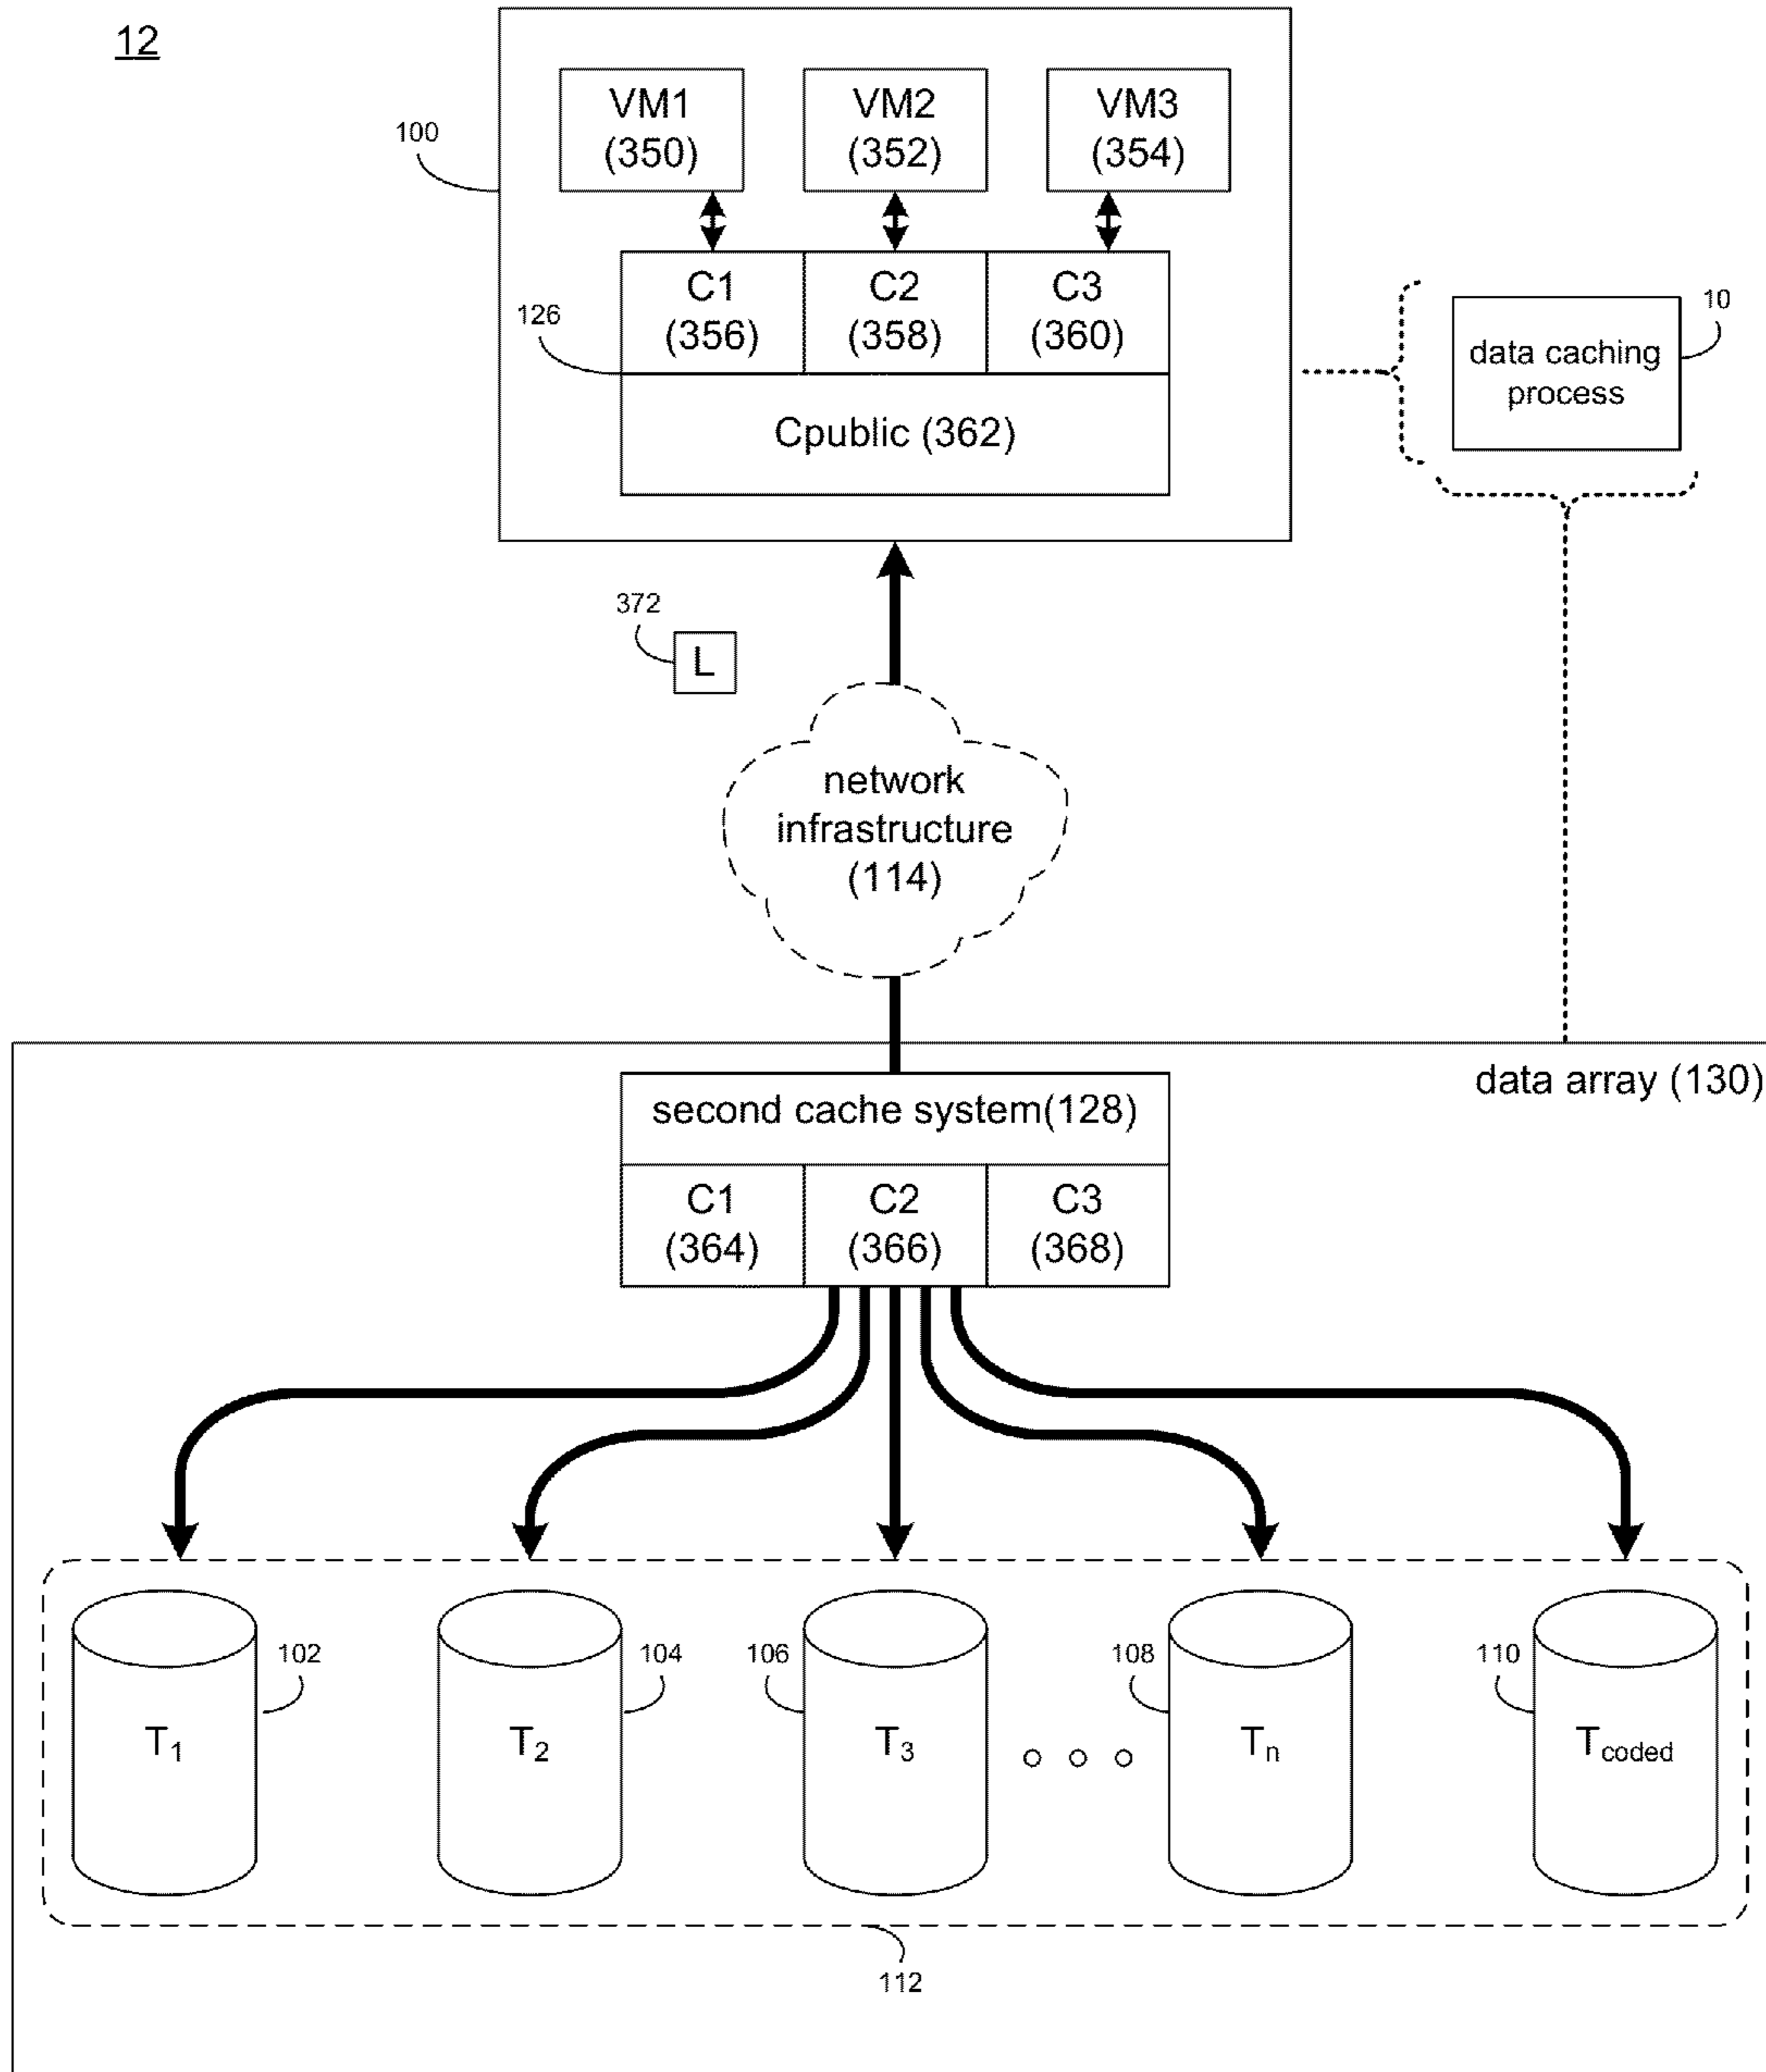 12
100
VM1
(350)
VM2
(352)
VM3
(354)
126
C1
(356)
C2
(358)
C3
(360)
Cpublic (362)
10
data caching
process
372
L
network
infrastructure
(114)
data array (130)
second cache system(128)
C1
(364)
C2
(366)
C3
(368)
102
104
106
108
110
T1
T2
T3
Tn
Tcoded
112